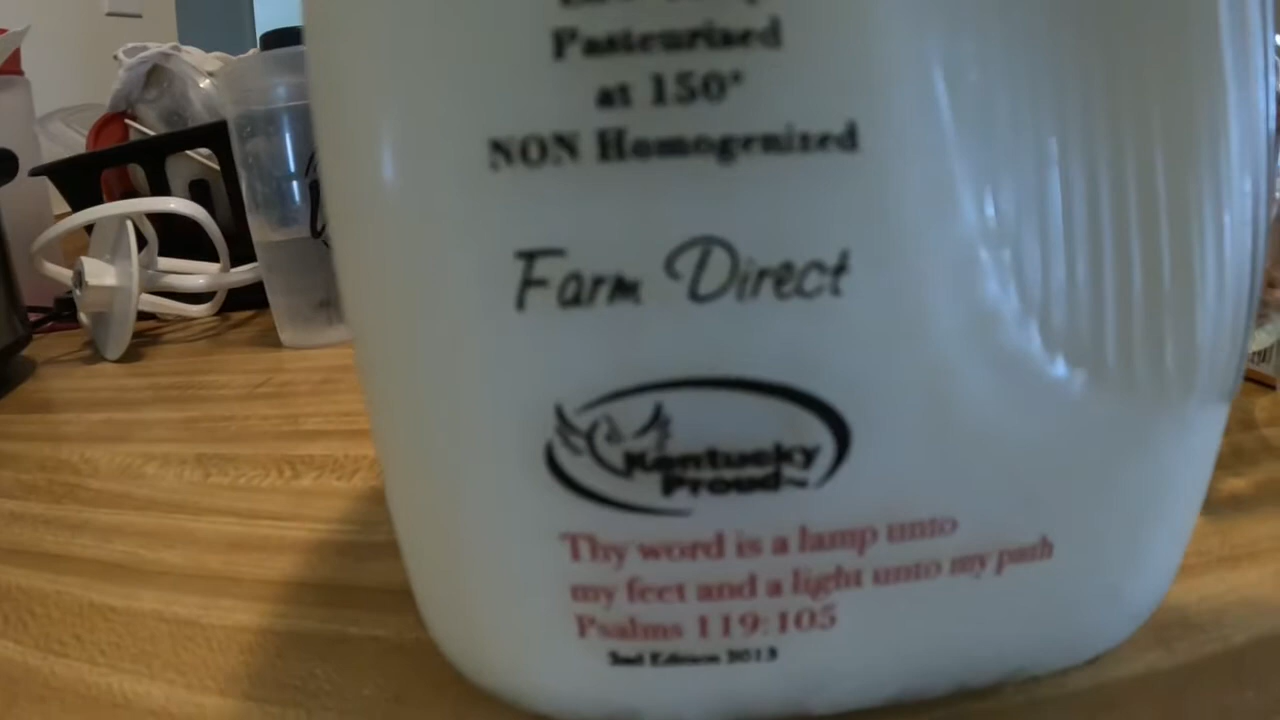 Pasteurized
at 150°
NON Homogenized
Farm Direct
Kentucky
Proud
Thy word is a lamp unto
my feet and a light unto my path
Psalms 119:105
2nd Edition 2013